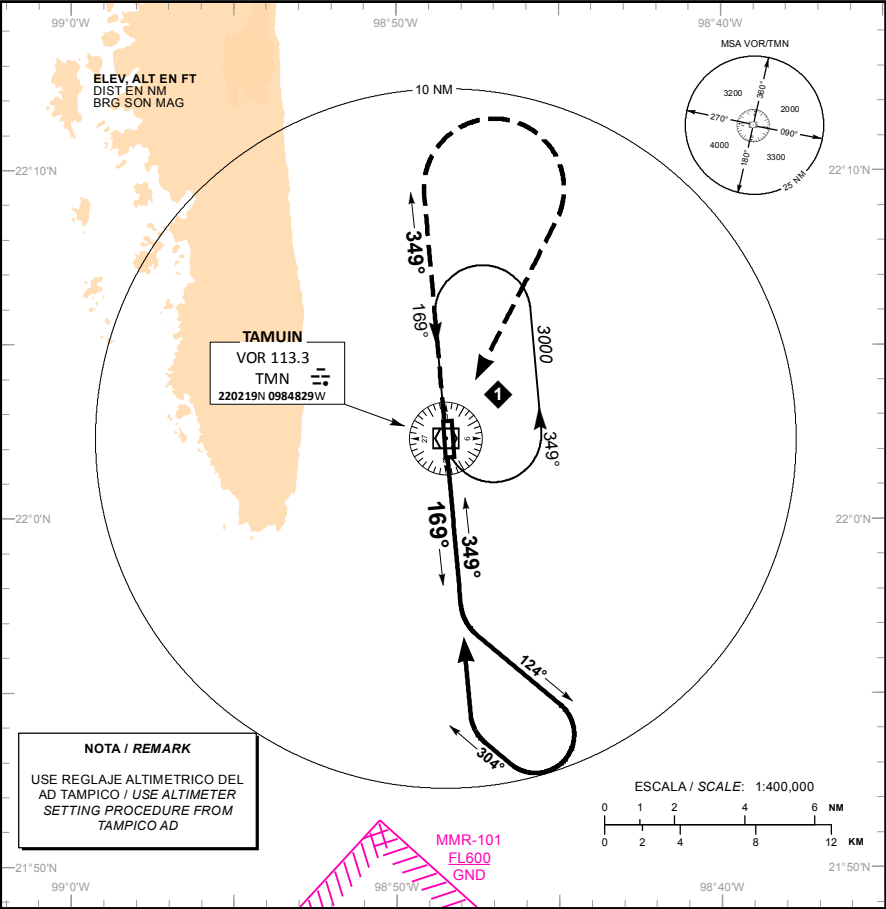 99°0'W
98°50'W
98°40'W
MSA VOR/TMN
3200
360°
2000
270°
090°
4000
180°
3300
25 NM
ELEV, ALT EN FT
DIST EN NM
BRG SON MAG
10 NM
22°10'N
22°10'N
349°
169°
3000
TAMUIN
VOR 113.3
TMN
220219N 0984829W
1
349°
27
9
22°0'N
22°0'N
169°
349°
124°
304°
NOTA / REMARK
USE REGLAJE ALTIMETRICO DEL
AD TAMPICO / USE ALTIMETER
SETTING PROCEDURE FROM
TAMPICO AD
ESCALA / SCALE: 1:400,000
0 1 2 4 6 NM
0 2 4 8 12 KM
MMR-101
FL600
GND
21°50'N
21°50'N
99°0'W
98°50'W
98°40'W